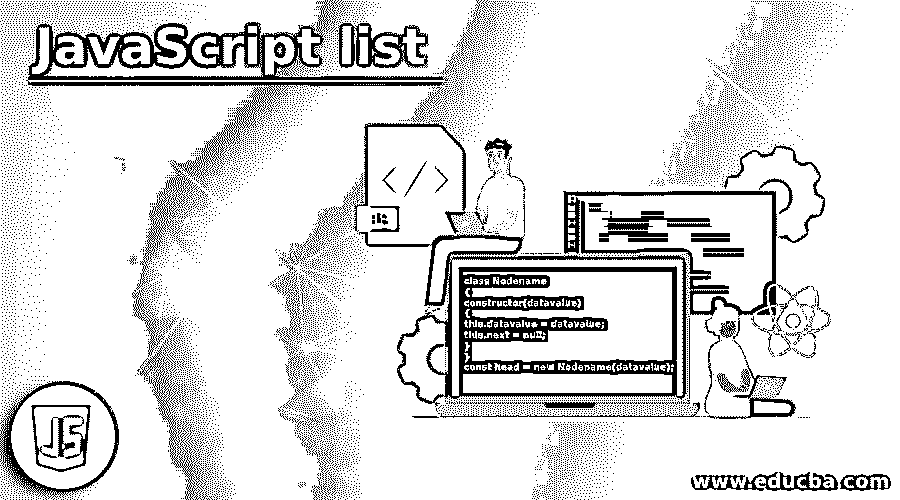 JavaScript list
</>
class Nodename
{
constructor(datavalue)
{
this.datavalue = datavalue;
this.next = null;
}
}
const head = new Nodename(datavalue);
JS
www.educba.com